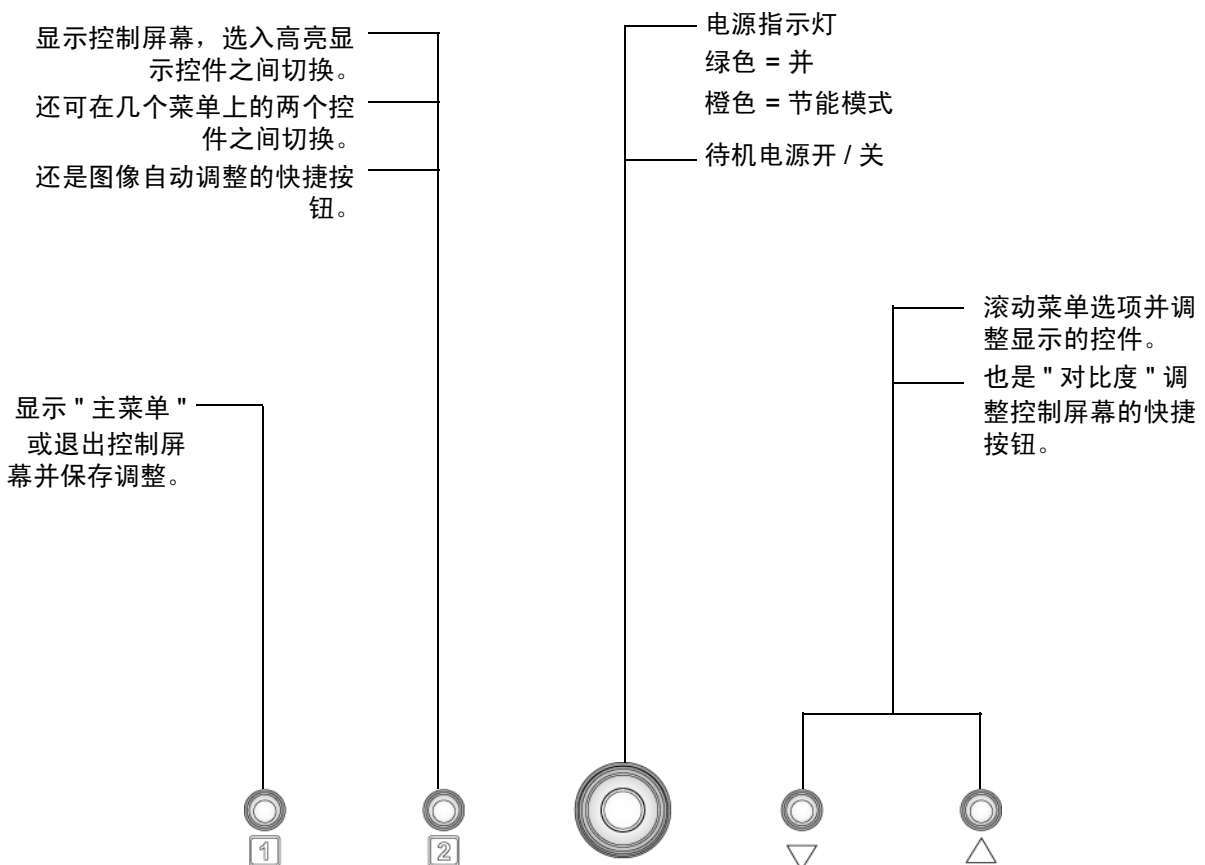 显示控制屏幕，选入高亮显
示控件之间切换。
还可在几个菜单上的两个控
件之间切换。
还是图像自动调整的快捷按
钮。
电源指示灯
绿色 = 并
橙色 = 节能模式
待机电源开 / 关
滚动菜单选项并调
整显示的控件。
也是 " 对比度 " 调
整控制屏幕的快捷
按钮。
显示 " 主菜单 "
或退出控制屏
幕并保存调整。
1
2